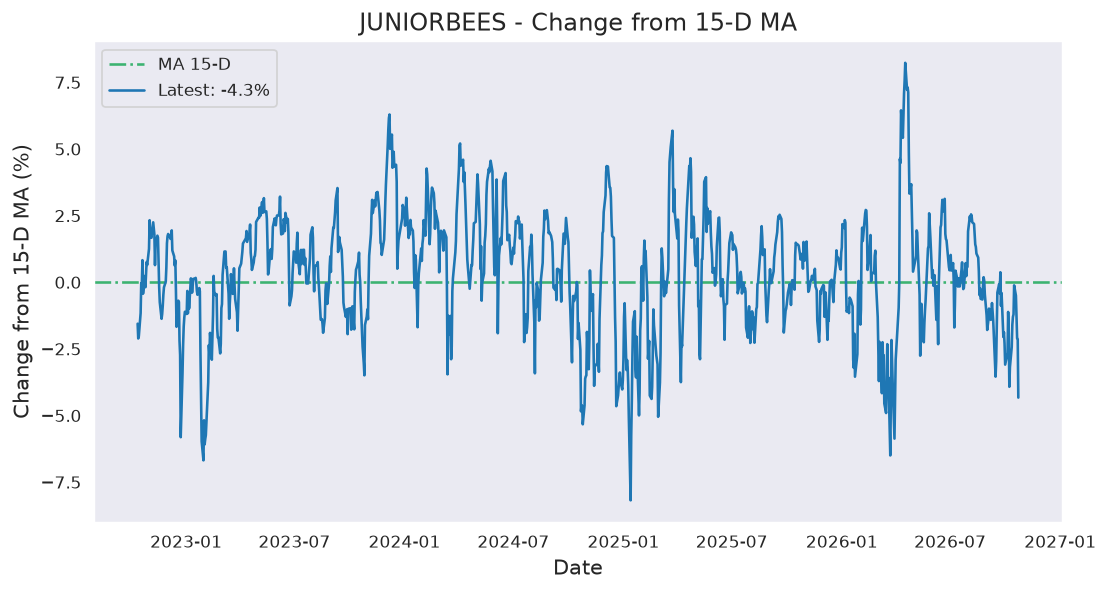 JUNIORBEES - Change from 15-D MA
MA 15-D
Latest: -4.3%
Change from 15-D MA (%)
7.5
5.0
2.5
0.0
−2.5
−5.0
−7.5
2023-01 2023-07 2024-01 2024-07 2025-01 2025-07 2026-01 2026-07 2027-01
Date